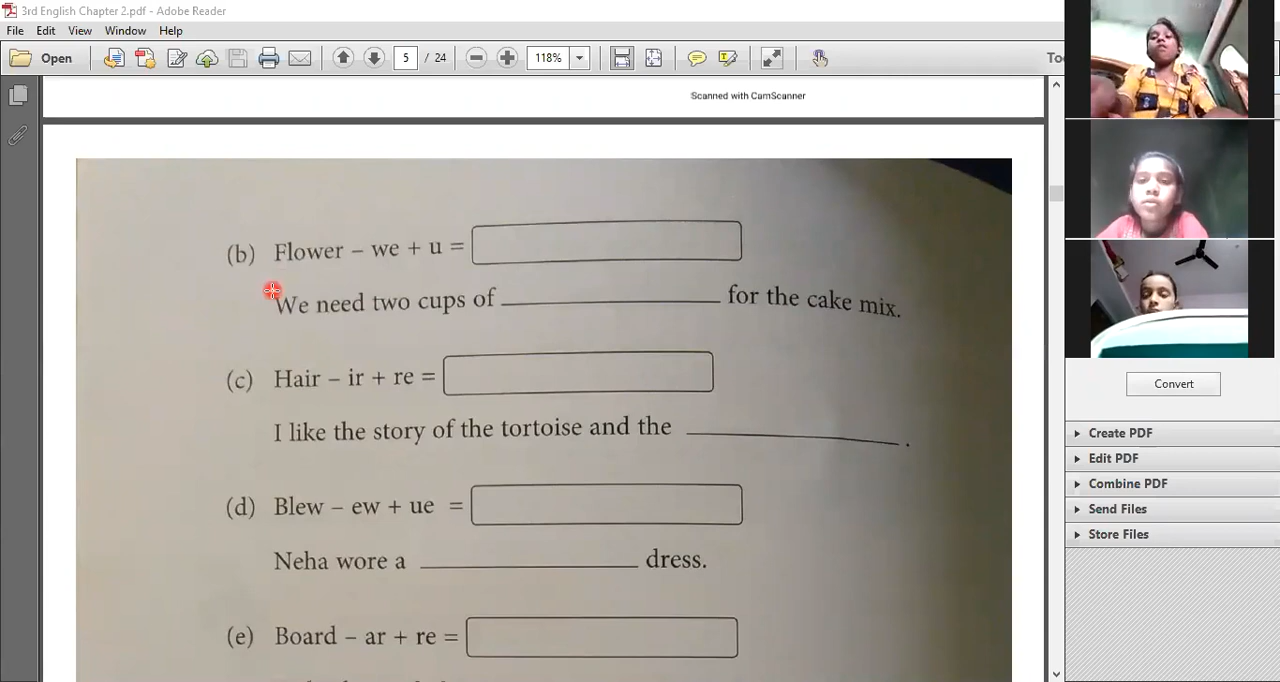 3rd English Chapter 2.pdf - Adobe Reader
File Edit View Window Help
Open 5 / 24 118%
Scanned with CamScanner
(b) Flower – we + u =
We need two cups of ____________ for the cake mix.
(c) Hair – ir + re =
I like the story of the tortoise and the ____________ .
(d) Blew – ew + ue =
Neha wore a ____________ dress.
(e) Board – ar + re =
Convert
Create PDF
Edit PDF
Combine PDF
Send Files
Store Files